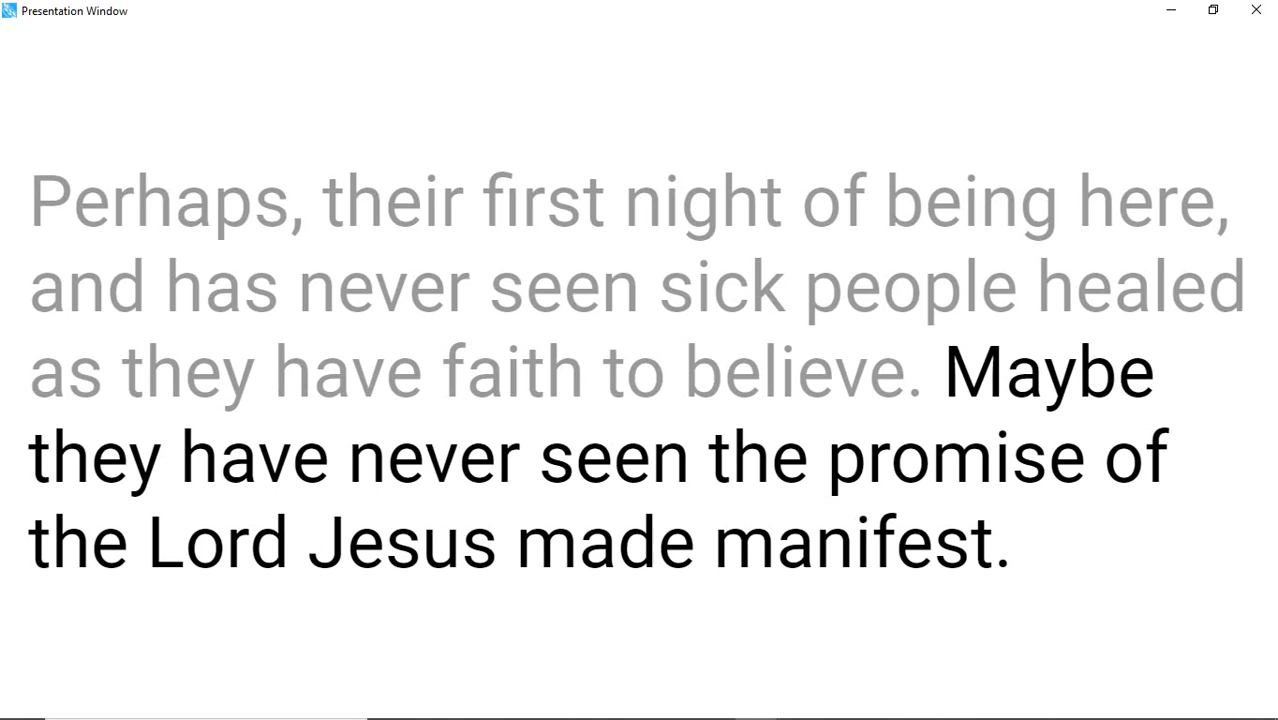 Presentation Window
Perhaps, their first night of being here,
and has never seen sick people healed
as they have faith to believe. Maybe
they have never seen the promise of
the Lord Jesus made manifest.